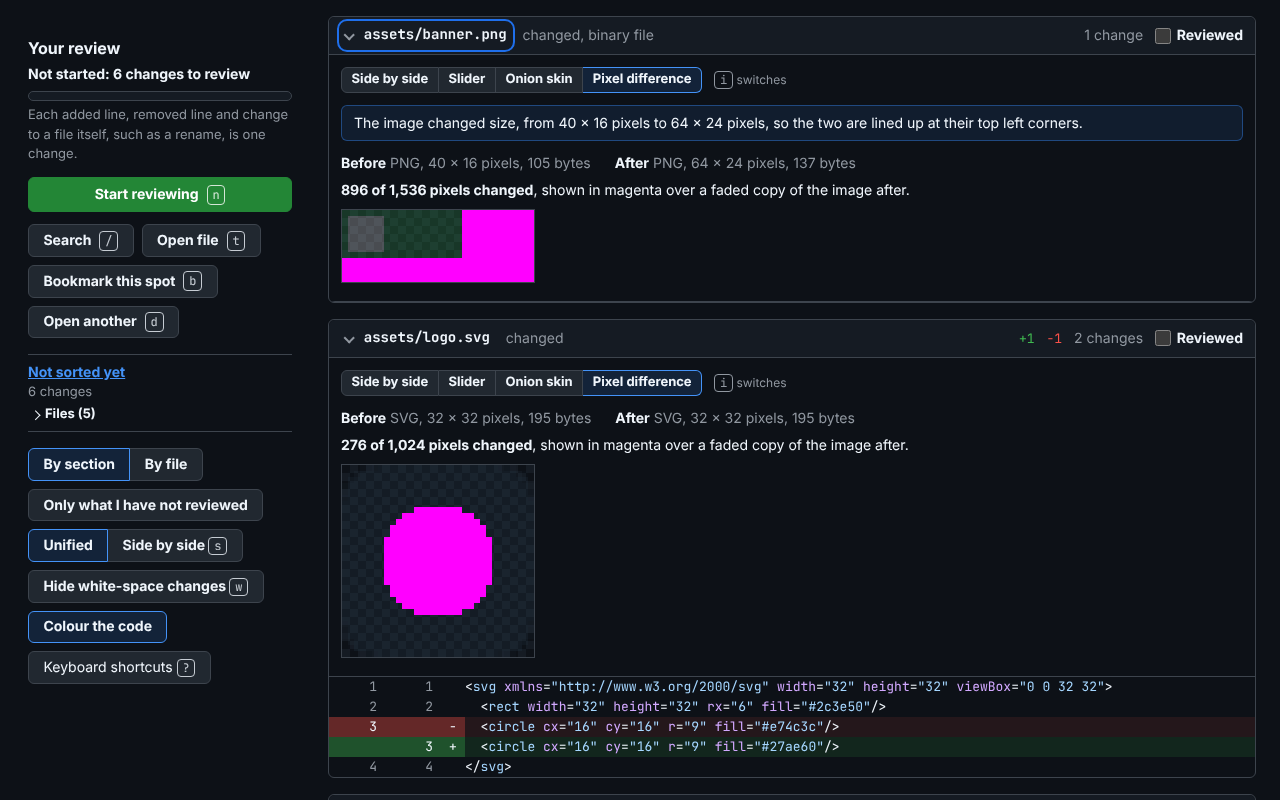 Your review
Not started: 6 changes to review
Each added line, removed line and change
to a file itself, such as a rename, is one
change.
Start reviewing n
Search / Open file t
Bookmark this spot b
Open another d
Not sorted yet
6 changes
Files (5)
By section By file
Only what I have not reviewed
Unified Side by side s
Hide white-space changes w
Colour the code
Keyboard shortcuts ?
assets/banner.png changed, binary file 1 change Reviewed
Side by side Slider Onion skin Pixel difference i switches
The image changed size, from 40 × 16 pixels to 64 × 24 pixels, so the two are lined up at their top left corners.
Before PNG, 40 × 16 pixels, 105 bytes After PNG, 64 × 24 pixels, 137 bytes
896 of 1,536 pixels changed, shown in magenta over a faded copy of the image after.
assets/logo.svg changed +1 -1 2 changes Reviewed
Side by side Slider Onion skin Pixel difference i switches
Before SVG, 32 × 32 pixels, 195 bytes After SVG, 32 × 32 pixels, 195 bytes
276 of 1,024 pixels changed, shown in magenta over a faded copy of the image after.
1 1 <svg xmlns="http://www.w3.org/2000/svg" width="32" height="32" viewBox="0 0 32 32">
2 2 <rect width="32" height="32" rx="6" fill="#2c3e50"/>
3 - <circle cx="16" cy="16" r="9" fill="#e74c3c"/>
3 + <circle cx="16" cy="16" r="9" fill="#27ae60"/>
4 4 </svg>